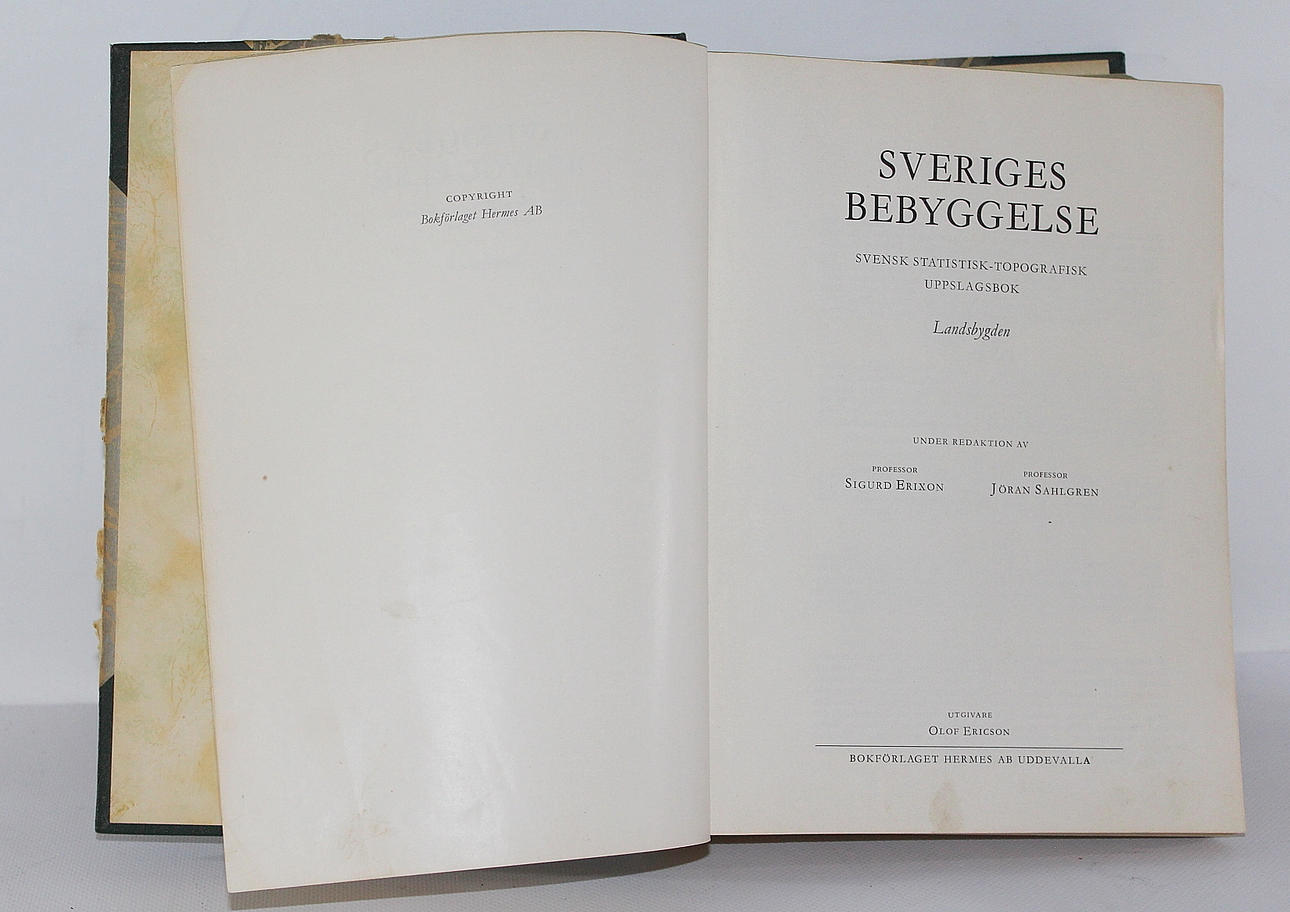 COPYRIGHT
Bokförlaget Hermes AB
SVERIGES
BEBYGGELSE
SVENSK STATISTISK-TOPOGRAFISK
UPPSLAGSBOK
Landsbygden
UNDER REDAKTION AV
PROFESSOR
SIGURD ERIXON
PROFESSOR
JÖRAN SAHLGREN
UTGIVARE
OLOF ERICSON
BOKFÖRLAGET HERMES AB UDDEVALLA